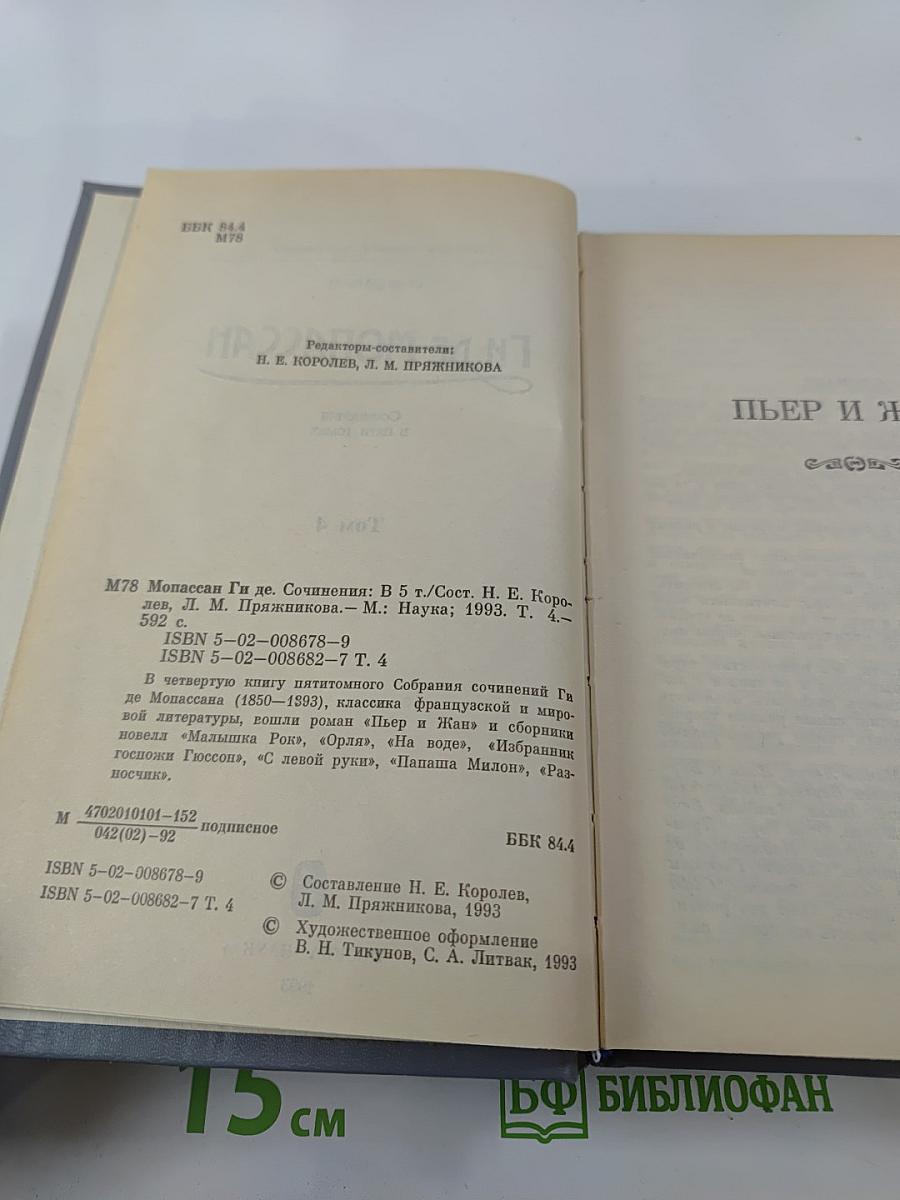 ББК 84.4
М78
Редакторы-составители:
Н. Е. КОРОЛЕВ, Л. М. ПРЯЖНИКОВА
М78 Мопассан Ги де. Сочинения: В 5 т./Сост. Н. Е. Коро-
лев, Л. М. Пряжникова.— М.: Наука; 1993. Т. 4.—
592 с.
ISBN 5—02—008678—9
ISBN 5—02—008682—7 Т. 4
В четвертую книгу пятитомного Собрания сочинений Ги
де Мопассана (1850—1893), классика французской и миро-
вой литературы, вошли роман «Пьер и Жан» и сборники
новелл «Малышка Рок», «Орля», «На воде», «Избранник
госпожи Гюссон», «С левой руки», «Папаша Милон», «Раз-
носчик».
М 4702010101—152
042(02)—92 подписное
ББК 84.4
ISBN 5—02—008678—9
ISBN 5—02—008682—7 Т. 4
© Составление Н. Е. Королев,
Л. М. Пряжникова, 1993
© Художественное оформление
В. Н. Тикунов, С. А. Литвак, 1993
ПЬЕР И Ж
15 см
БФ БИБЛИОФАН